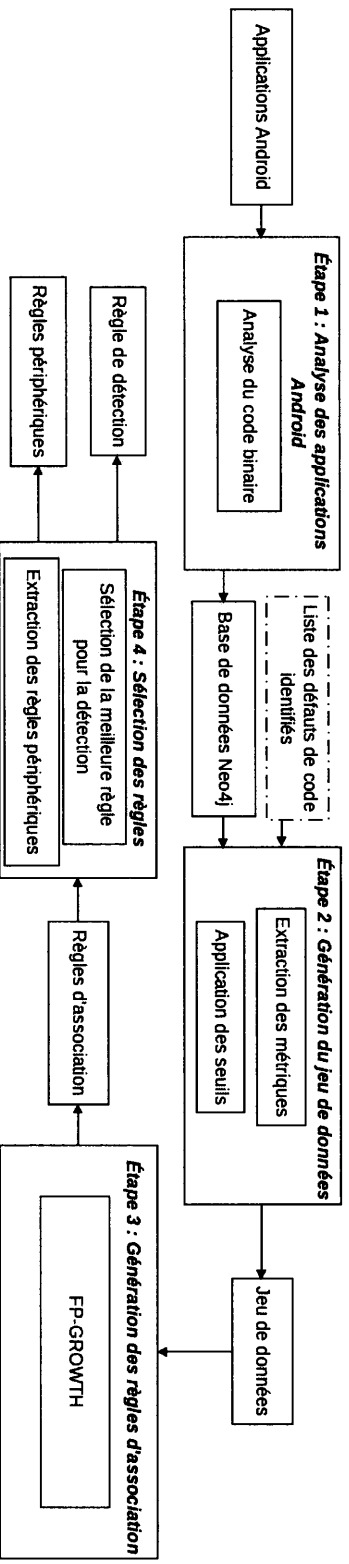 Applications Android
Étape 1 : Analyse des applications
Android
Analyse du code binaire
Liste des défauts de code
identifiés
Base de données Neo4j
Étape 2 : Génération du jeu de données
Extraction des métriques
Application des seuils
Jeu de données
Étape 3 : Génération des règles d'association
FP-GROWTH
Règles d'association
Étape 4 : Sélection des règles
Sélection de la meilleure règle
pour la détection
Extraction des règles périphériques
Règle de détection
Règles périphériques